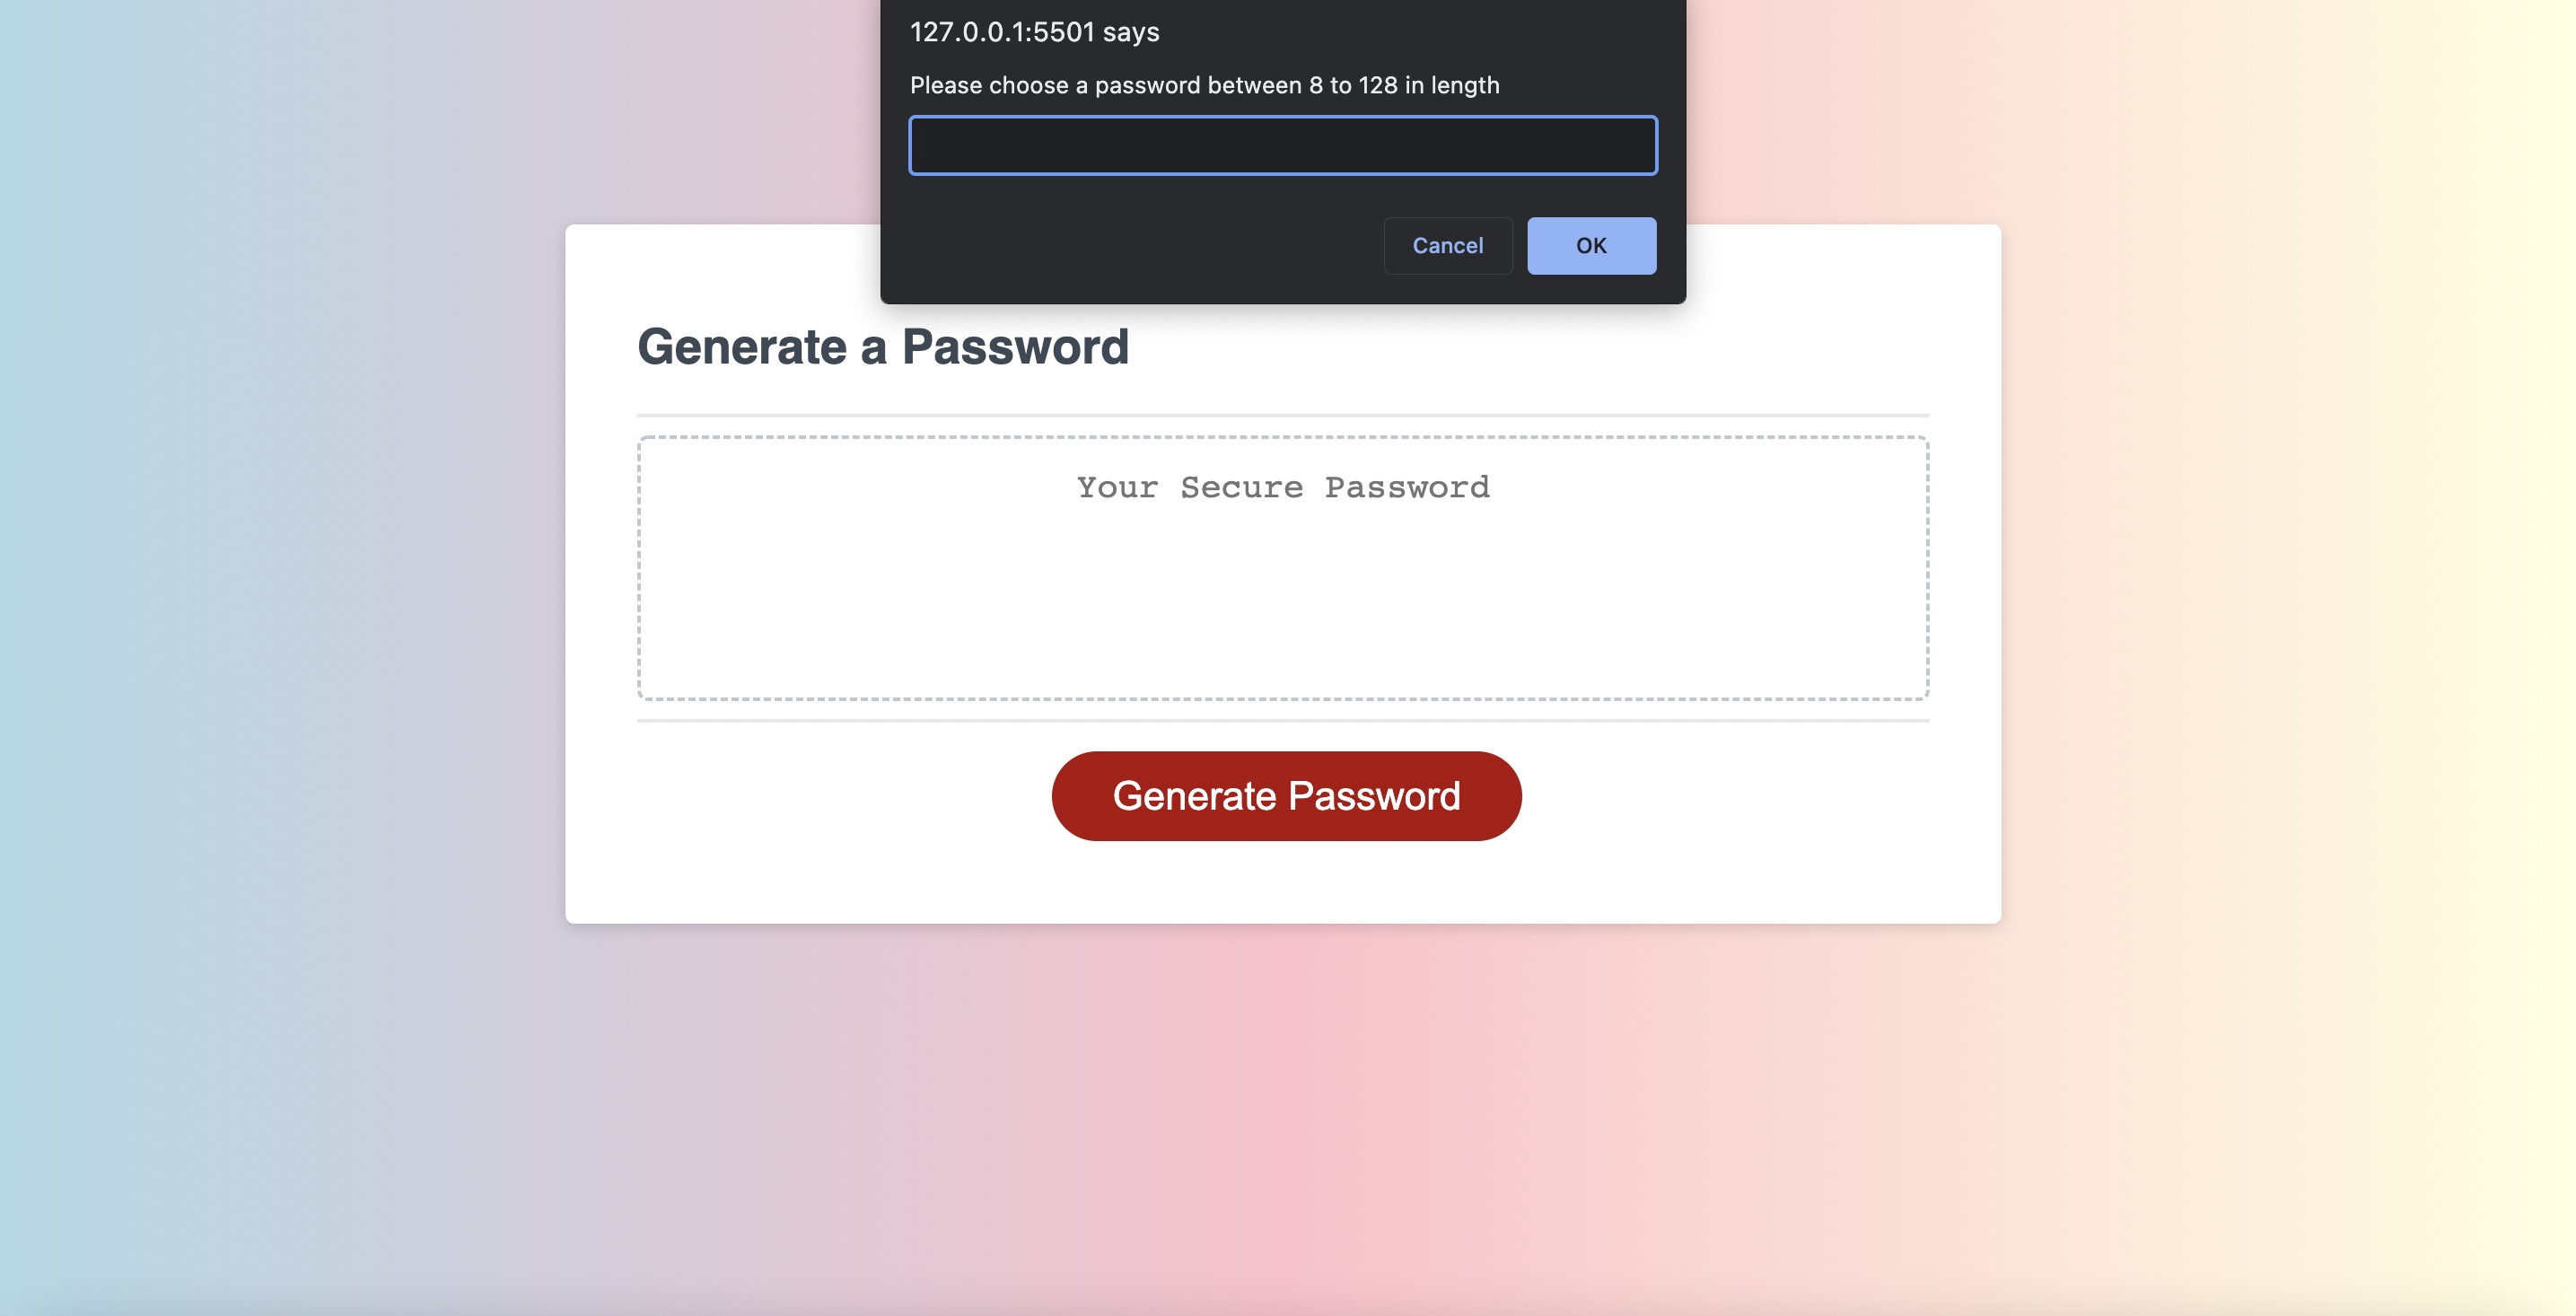 127.0.0.1:5501 says
Please choose a password between 8 to 128 in length
Cancel
OK
Generate a Password
Your Secure Password
Generate Password